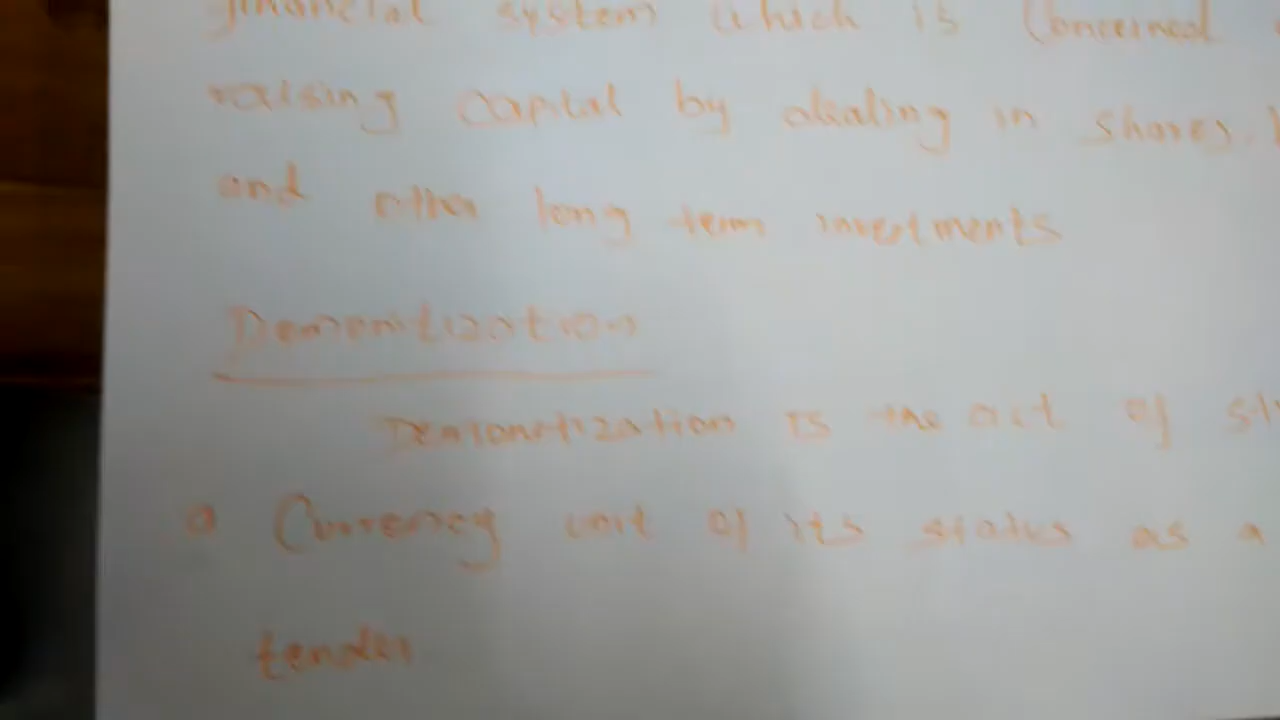 financial system which is Concerned
raising capital by dealing in shares,
and other long term investments
Demonitization
Demonetization is the act of
a Currency unit of its status as a
tender